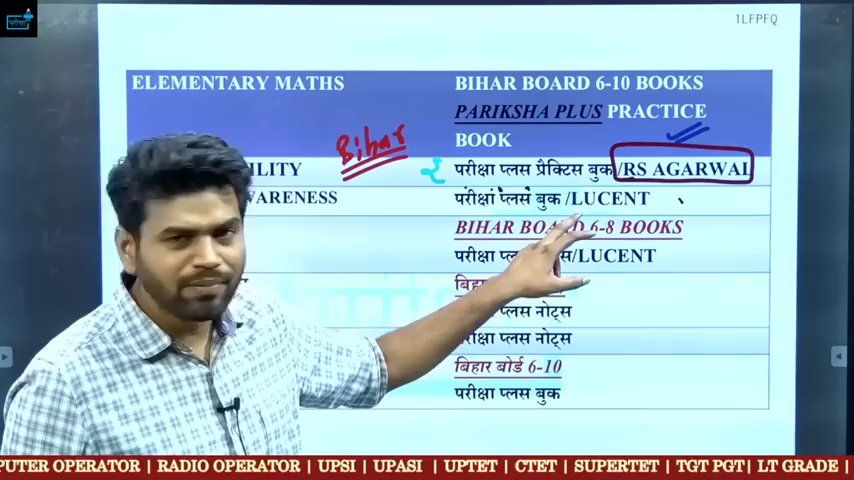 परीक्षा
1LFPFQ
ELEMENTARY MATHS
BIHAR BOARD 6-10 BOOKS
PARIKSHA PLUS PRACTICE
BOOK
Bihar
ILITY
परीक्षा प्लस प्रैक्टिस बुक/RS AGARWAL
WARENESS
परीक्षा प्लस बुक /LUCENT
BIHAR BOARD 6-8 BOOKS
परीक्षा प्ल स/LUCENT
बिह
प्लस नोट्स
परीक्षा प्लस नोट्स
बिहार बोर्ड 6-10
परीक्षा प्लस बुक
PUTER OPERATOR | RADIO OPERATOR | UPSI | UPASI | UPTET | CTET | SUPERTET | TGT PGT| LT GRADE |